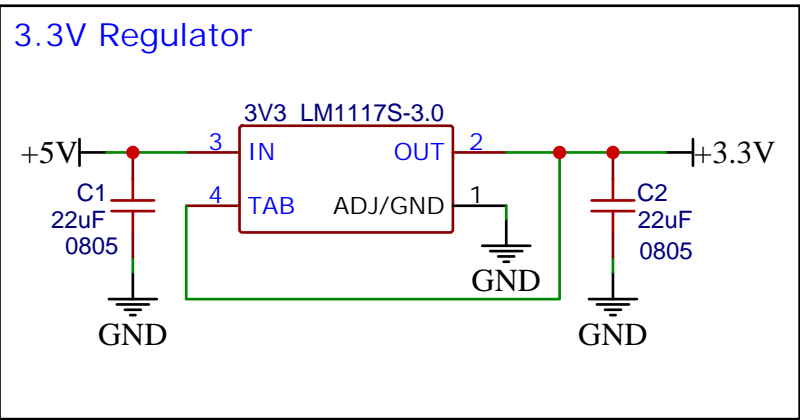 3.3V Regulator
3V3 LM1117S-3.0
+5V
3
IN
OUT
2
+3.3V
C1
22uF
0805
4
TAB
ADJ/GND
1
C2
22uF
0805
GND
GND
GND